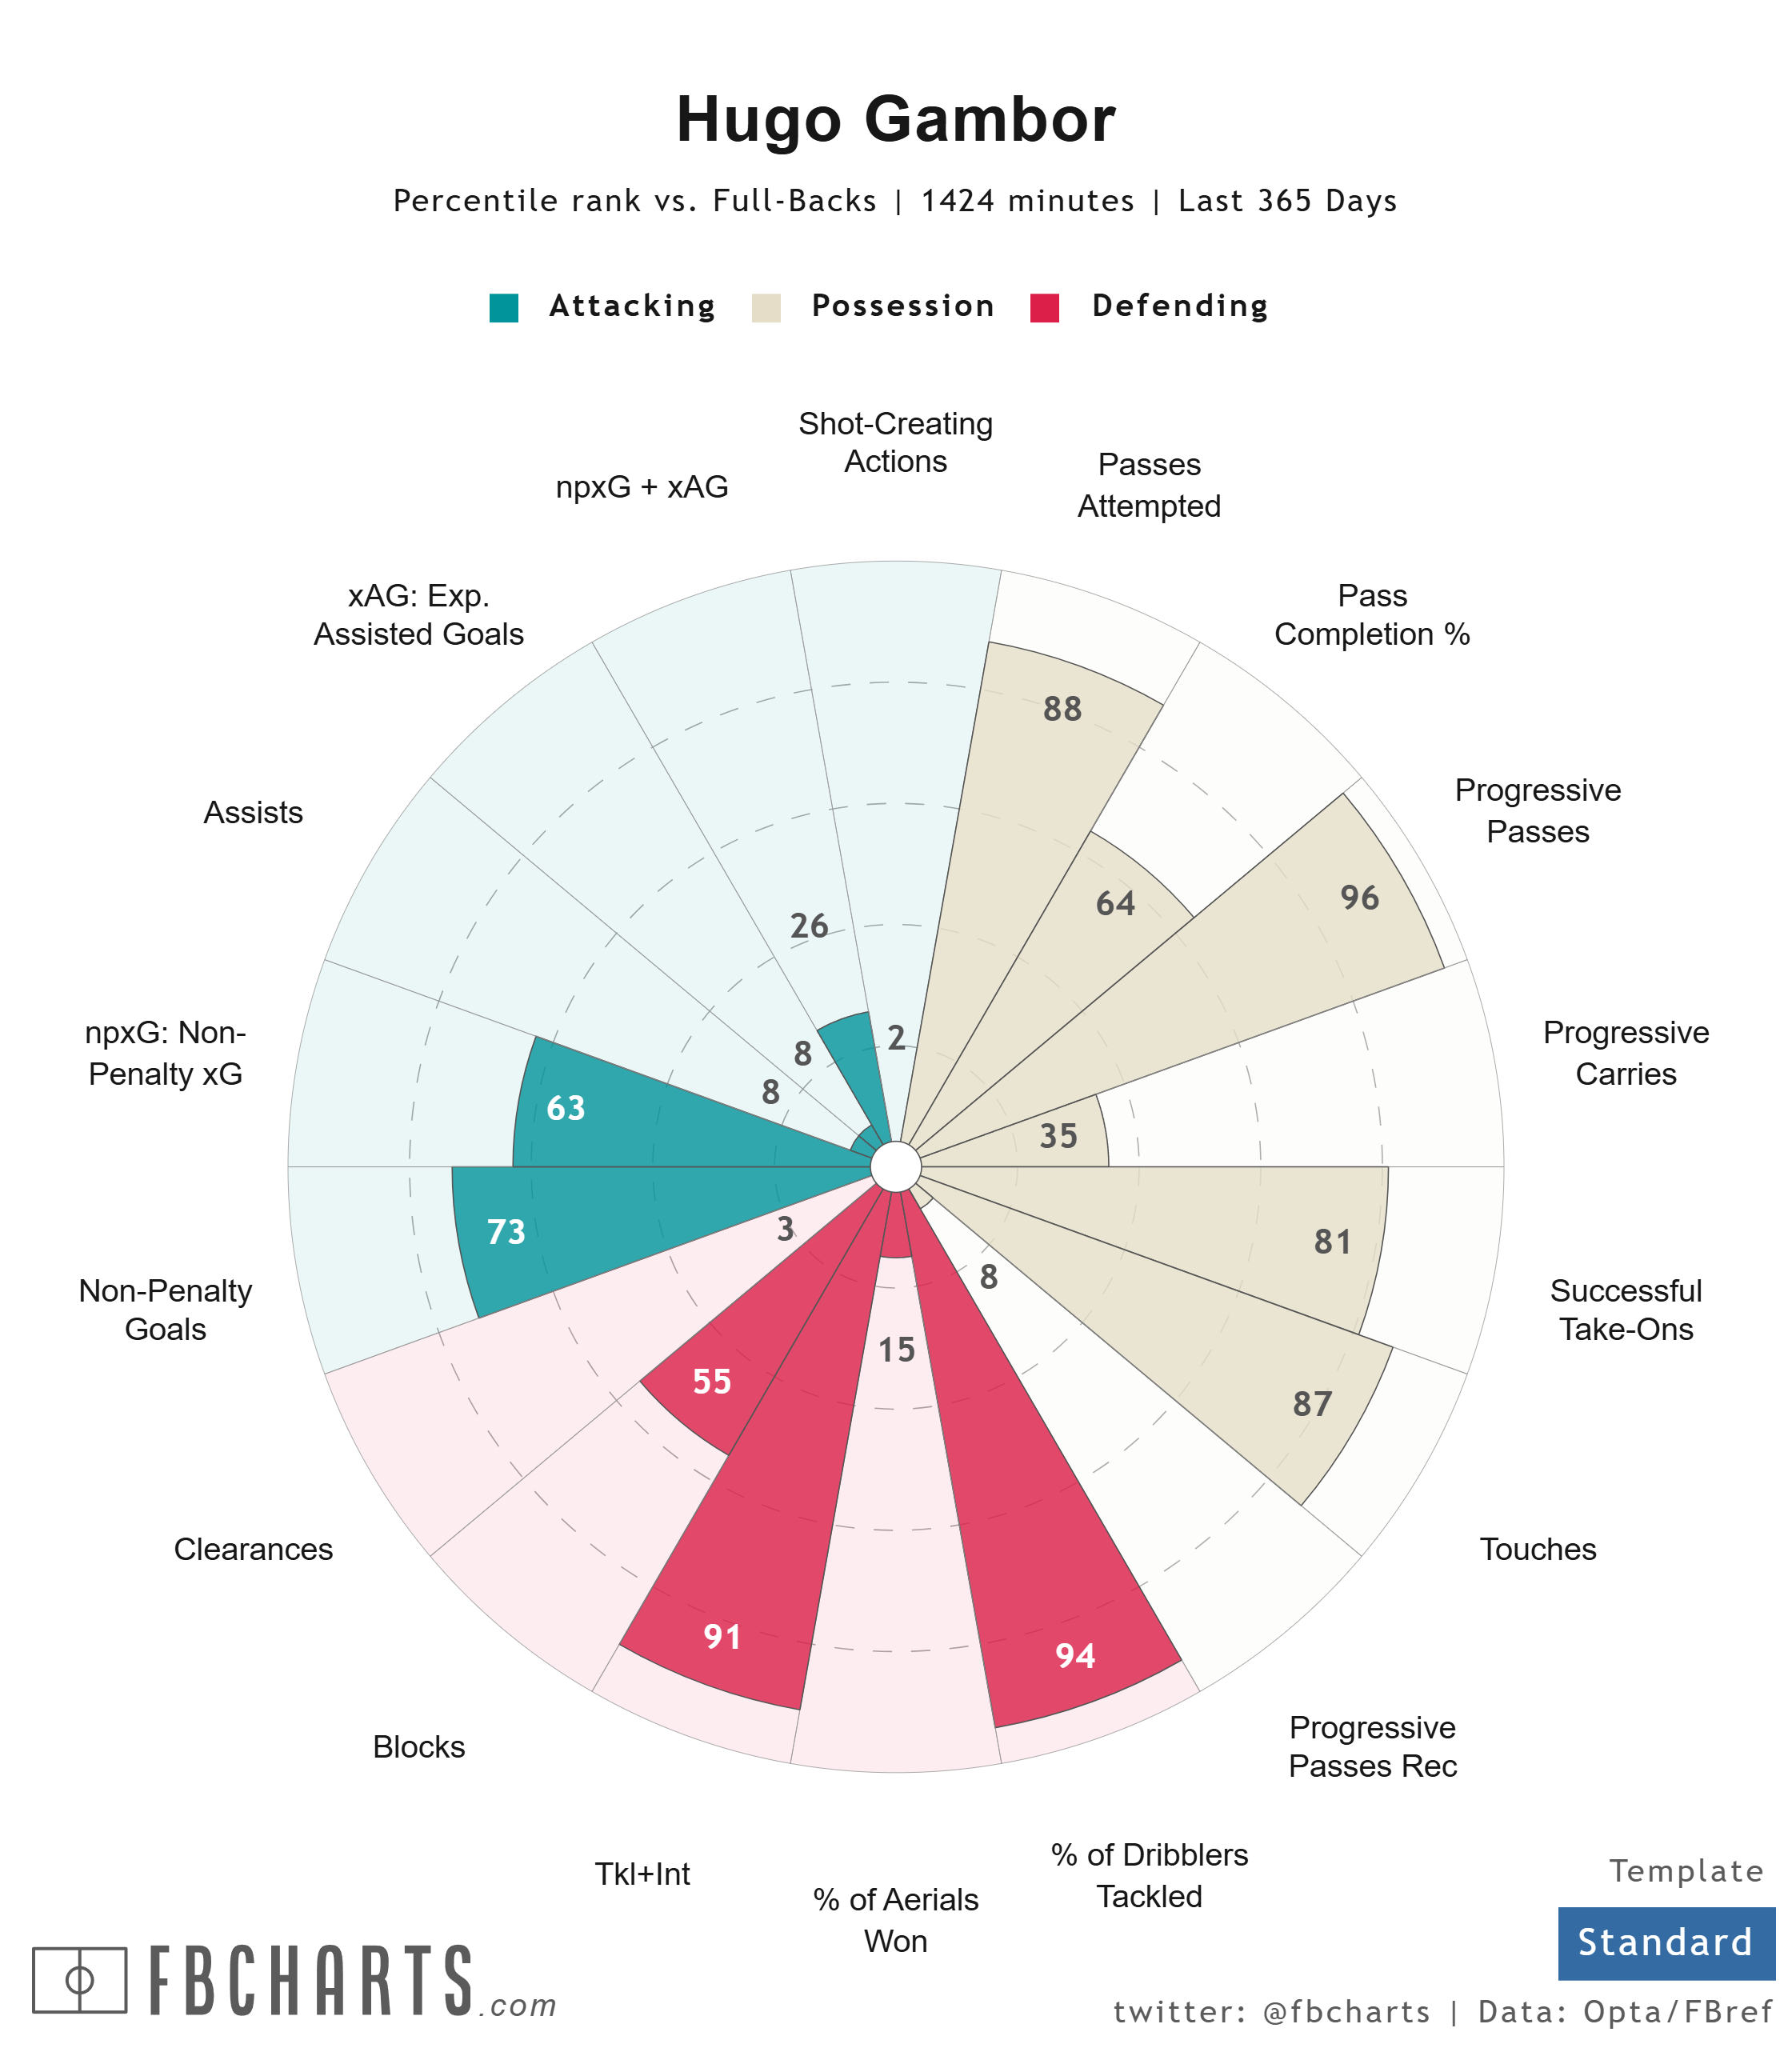 Hugo Gambor
Percentile rank vs. Full-Backs | 1424 minutes | Last 365 Days
Attacking
Possession
Defending
Shot-Creating
Actions
Passes
Attempted
Pass
Completion %
Progressive
Passes
Progressive
Carries
Successful
Take-Ons
Touches
Progressive
Passes Rec
% of Dribblers
Tackled
% of Aerials
Won
Tkl+Int
Blocks
Clearances
Non-Penalty
Goals
npxG: Non-
Penalty xG
Assists
xAG: Exp.
Assisted Goals
npxG + xAG
2
88
64
96
35
81
87
8
94
15
91
55
3
73
63
8
8
26
FBCHARTS.com
Template
Standard
twitter: @fbcharts | Data: Opta/FBref